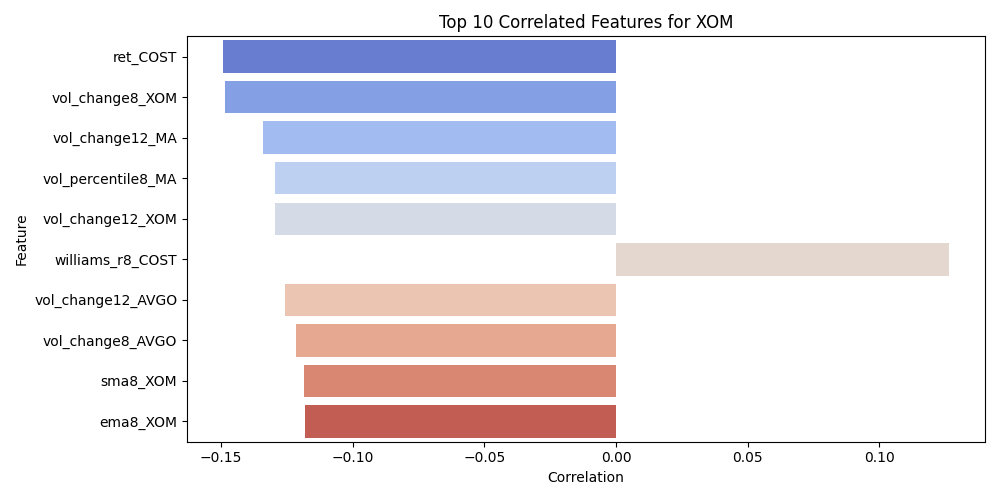 Top 10 Correlated Features for XOM
ret_COST
vol_change8_XOM
vol_change12_MA
vol_percentile8_MA
vol_change12_XOM
williams_r8_COST
vol_change12_AVGO
vol_change8_AVGO
sma8_XOM
ema8_XOM
Feature
−0.15
−0.10
−0.05
0.00
0.05
0.10
Correlation